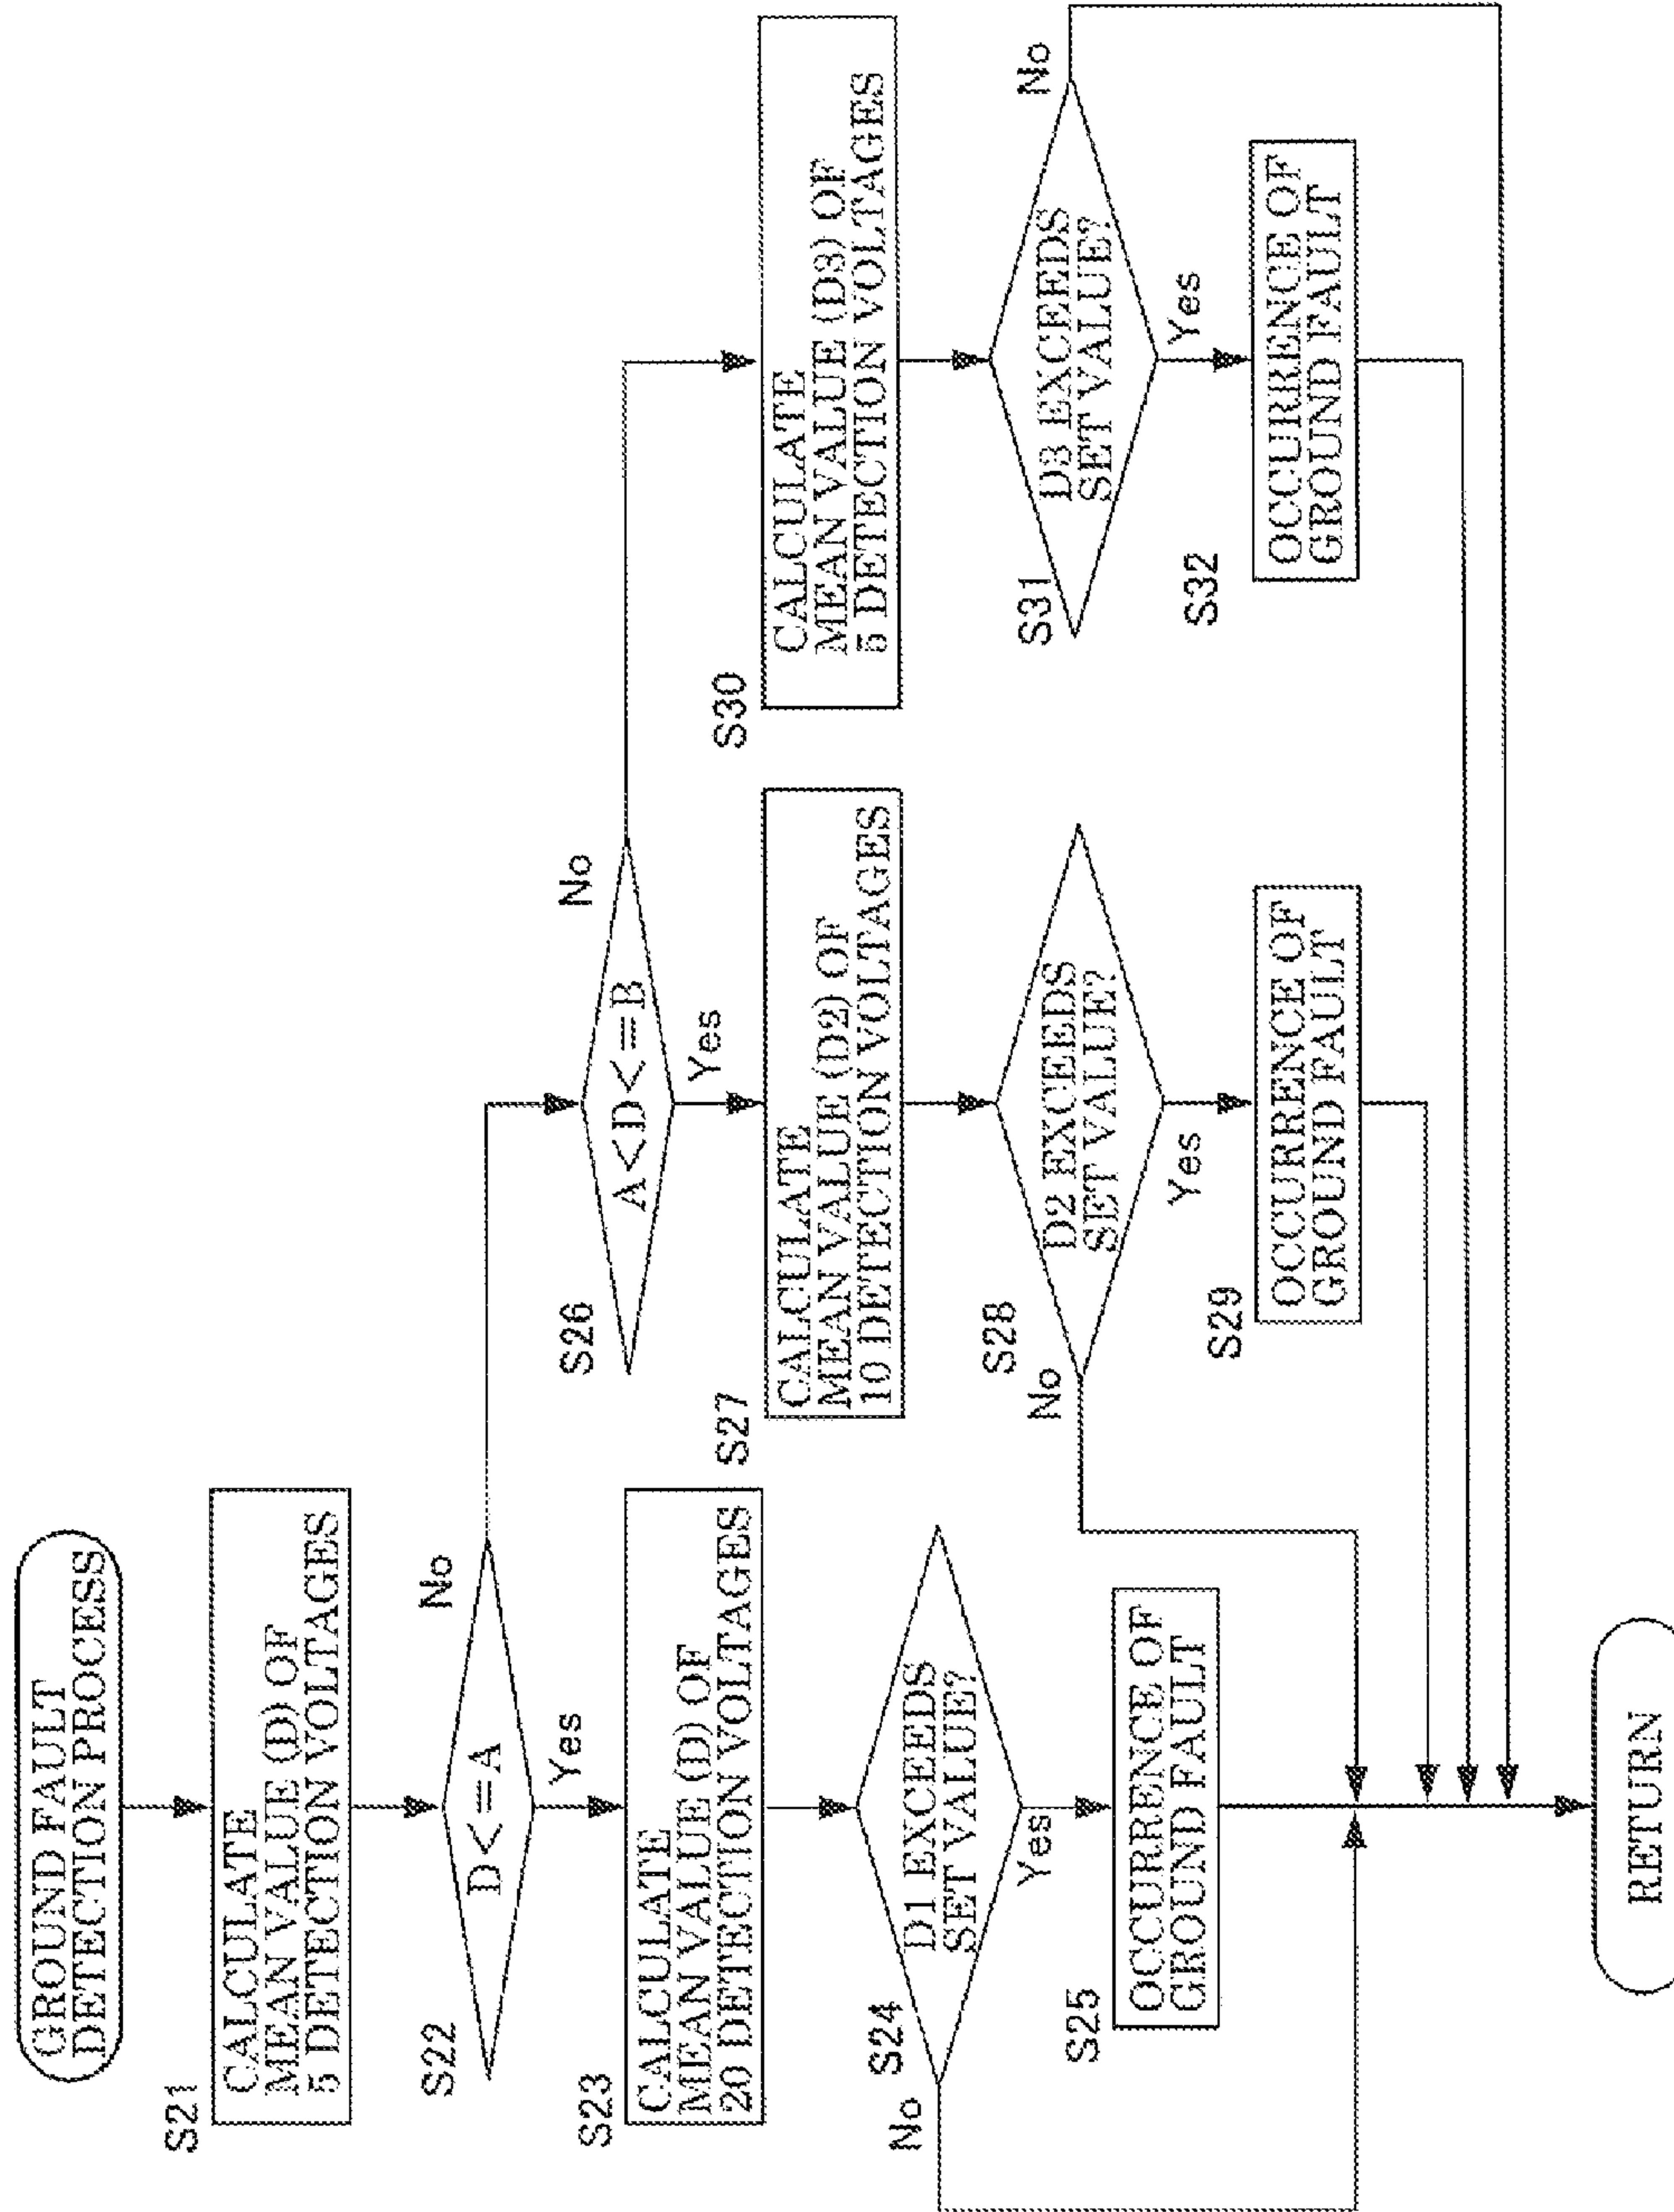 GROUND FAULT
DETECTION PROCESS
S21
CALCULATE
MEAN VALUE (D) OF
5 DETECTION VOLTAGES
S22
D<=A
No
Yes
S23
CALCULATE
MEAN VALUE (D) OF
20 DETECTION VOLTAGES
S24
D1 EXCEEDS
SET VALUE?
No
Yes
S25
OCCURRENCE OF
GROUND FAULT
S26
A<D<=B
No
Yes
S27
CALCULATE
MEAN VALUE (D2) OF
10 DETECTION VOLTAGES
S28
D2 EXCEEDS
SET VALUE?
No
Yes
S29
OCCURRENCE OF
GROUND FAULT
S30
CALCULATE
MEAN VALUE (D3) OF
5 DETECTION VOLTAGES
S31
D3 EXCEEDS
SET VALUE?
No
Yes
S32
OCCURRENCE OF
GROUND FAULT
RETURN